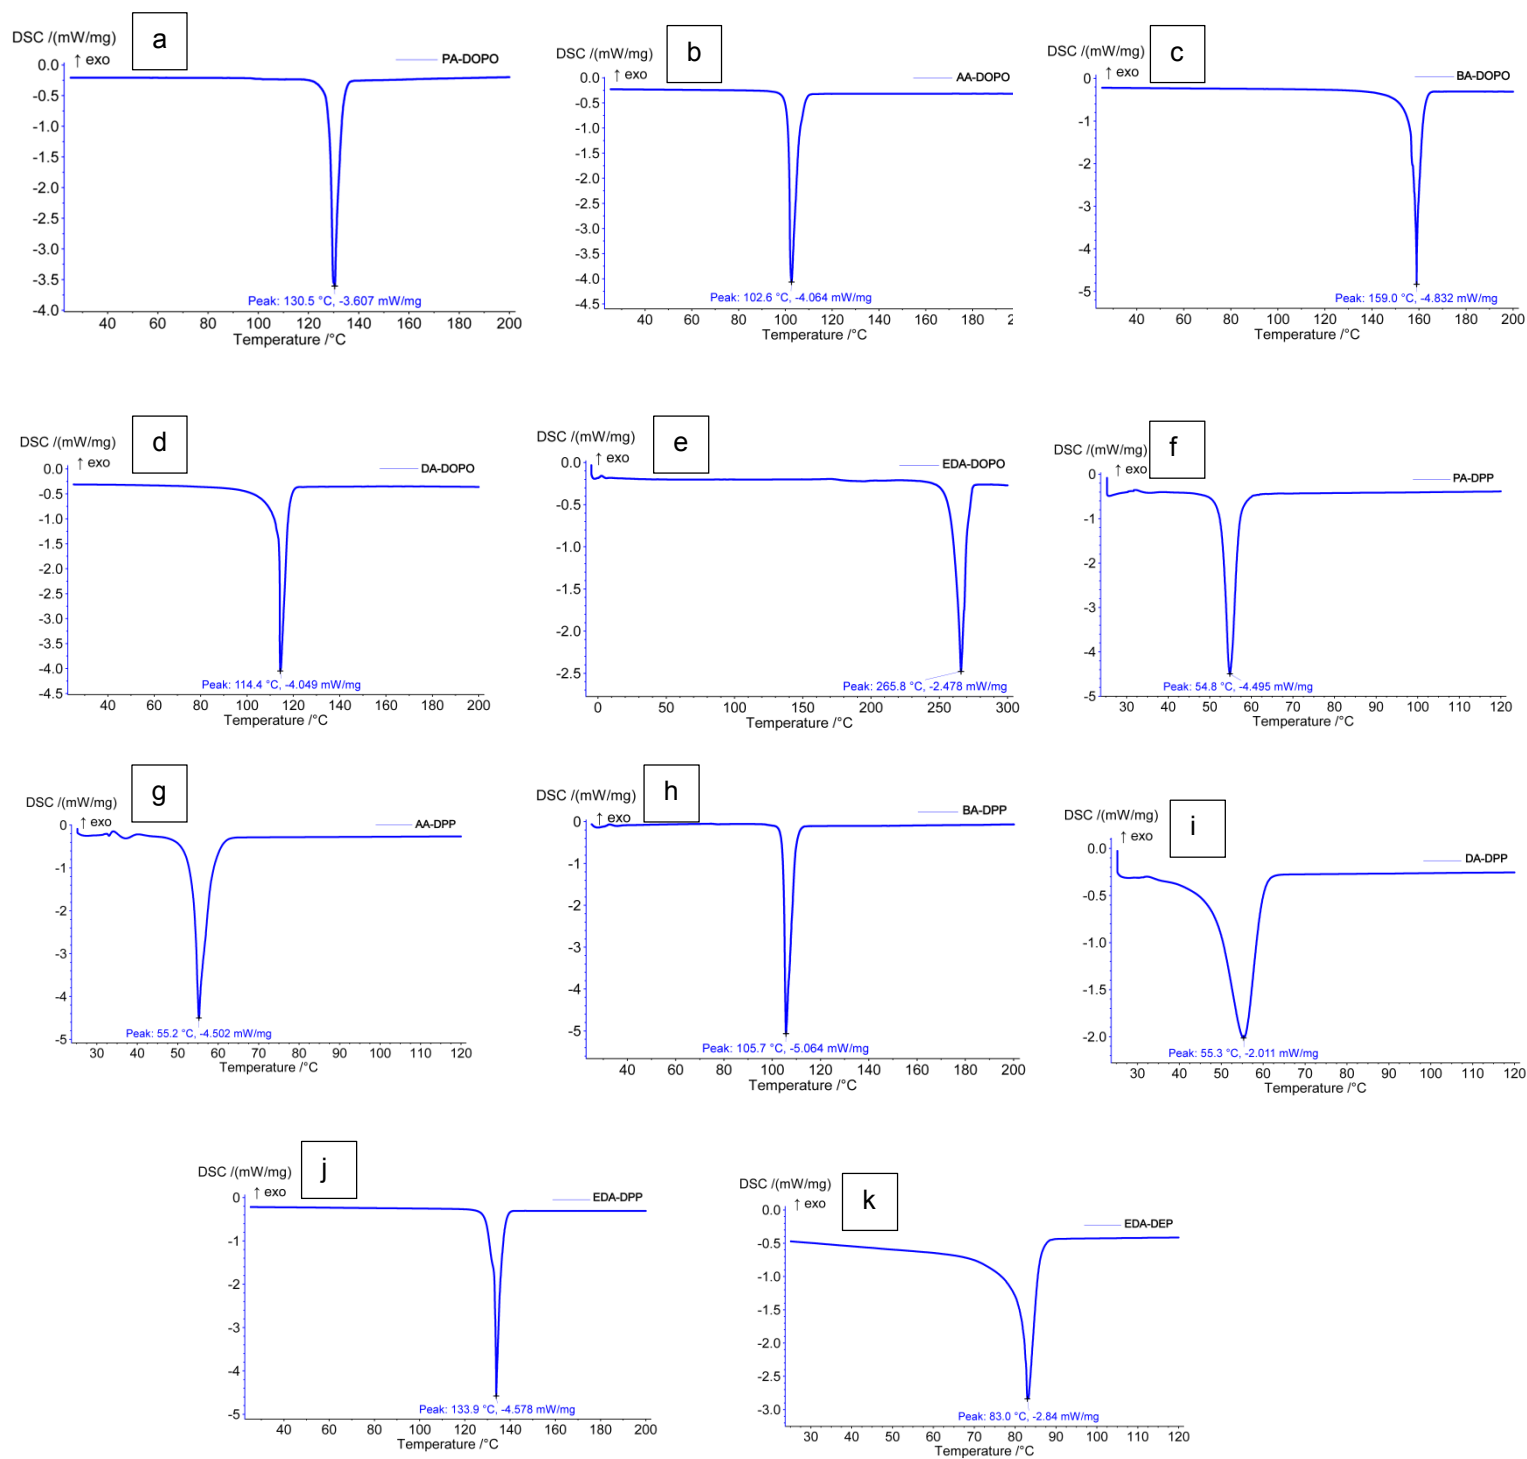 a
DSC /(mW/mg)
↑ exo
PA-DOPO
0.0
-0.5
-1.0
-1.5
-2.0
-2.5
-3.0
-3.5
-4.0
Peak: 130.5 °C, -3.607 mW/mg
40 60 80 100 120 140 160 180 200
Temperature /°C
b
DSC /(mW/mg)
↑ exo
AA-DOPO
0.0
-0.5
-1.0
-1.5
-2.0
-2.5
-3.0
-3.5
-4.0
-4.5
Peak: 102.6 °C, -4.064 mW/mg
40 60 80 100 120 140 160 180 2
Temperature /°C
c
DSC /(mW/mg)
↑ exo
BA-DOPO
0
-1
-2
-3
-4
-5
Peak: 159.0 °C, -4.832 mW/mg
40 60 80 100 120 140 160 180 200
Temperature /°C
d
DSC /(mW/mg)
↑ exo
DA-DOPO
0.0
-0.5
-1.0
-1.5
-2.0
-2.5
-3.0
-3.5
-4.0
-4.5
Peak: 114.4 °C, -4.049 mW/mg
40 60 80 100 120 140 160 180 200
Temperature /°C
e
DSC /(mW/mg)
↑ exo
EDA-DOPO
0.0
-0.5
-1.0
-1.5
-2.0
-2.5
Peak: 265.8 °C, -2.478 mW/mg
0 50 100 150 200 250 300
Temperature /°C
f
DSC /(mW/mg)
↑ exo
PA-DPP
0
-1
-2
-3
-4
-5
Peak: 54.8 °C, -4.495 mW/mg
30 40 50 60 70 80 90 100 110 120
Temperature /°C
g
DSC /(mW/mg)
↑ exo
AA-DPP
0
-1
-2
-3
-4
-5
Peak: 55.2 °C, -4.502 mW/mg
30 40 50 60 70 80 90 100 110 120
Temperature /°C
h
DSC /(mW/mg)
↑ exo
BA-DPP
0
-1
-2
-3
-4
-5
Peak: 105.7 °C, -5.064 mW/mg
40 60 80 100 120 140 160 180 200
Temperature /°C
i
DSC /(mW/mg)
↑ exo
DA-DPP
0.0
-0.5
-1.0
-1.5
-2.0
Peak: 55.3 °C, -2.011 mW/mg
30 40 50 60 70 80 90 100 110 120
Temperature /°C
j
DSC /(mW/mg)
↑ exo
EDA-DPP
0
-1
-2
-3
-4
-5
Peak: 133.9 °C, -4.578 mW/mg
40 60 80 100 120 140 160 180 200
Temperature /°C
k
DSC /(mW/mg)
↑ exo
EDA-DEP
0.0
-0.5
-1.0
-1.5
-2.0
-2.5
-3.0
Peak: 83.0 °C, -2.84 mW/mg
30 40 50 60 70 80 90 100 110 120
Temperature /°C